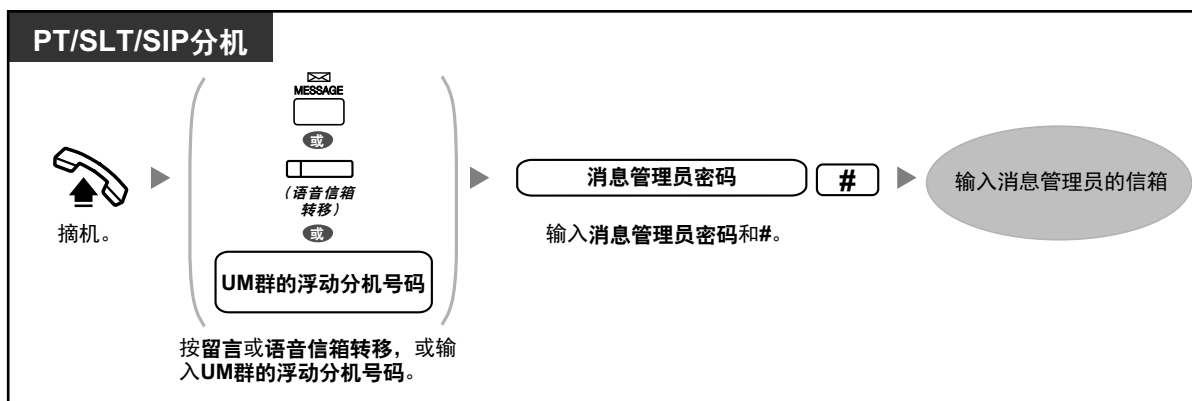 PT/SLT/SIP分机
MESSAGE
或
(语音信箱
转移)
或
UM群的浮动分机号码
摘机。
按留言或语音信箱转移，或输
入UM群的浮动分机号码。
消息管理员密码
#
输入消息管理员密码和#。
输入消息管理员的信箱